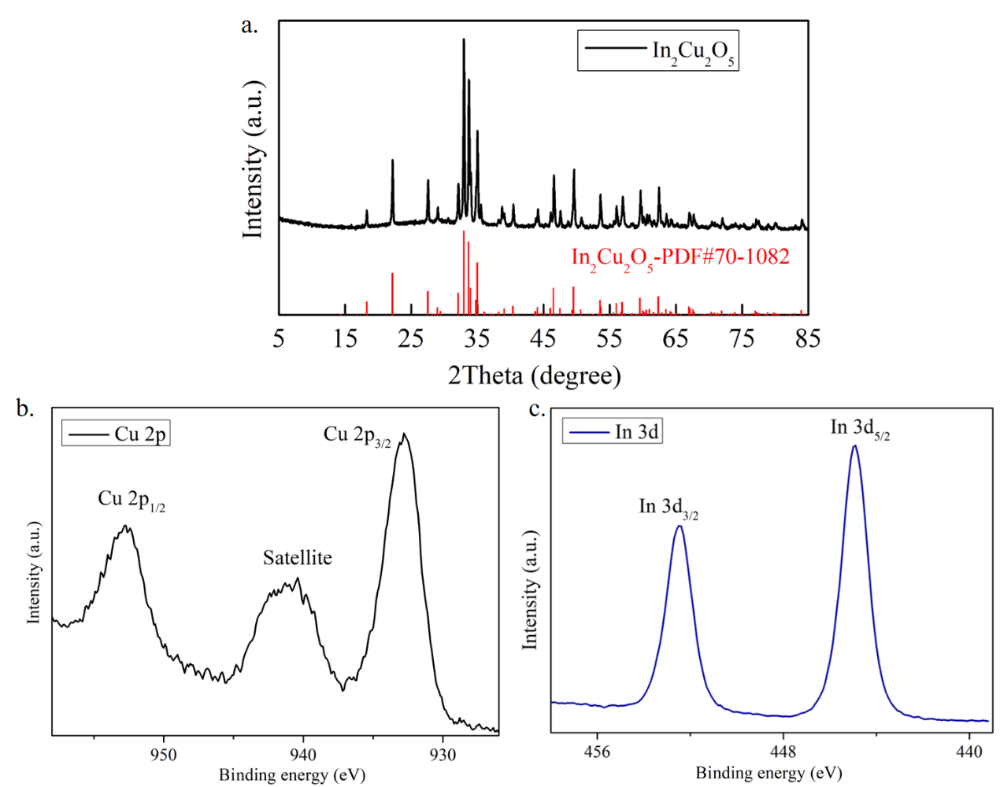 a.
In₂Cu₂O₅
Intensity (a.u.)
In₂Cu₂O₅-PDF#70-1082
5 15 25 35 45 55 65 75 85
2Theta (degree)
b.
Cu 2p
Cu 2p₃/₂
Cu 2p₁/₂
Satellite
Intensity (a.u.)
950 940 930
Binding energy (eV)
c.
In 3d
In 3d₅/₂
In 3d₃/₂
Intensity (a.u.)
456 448 440
Binding energy (eV)